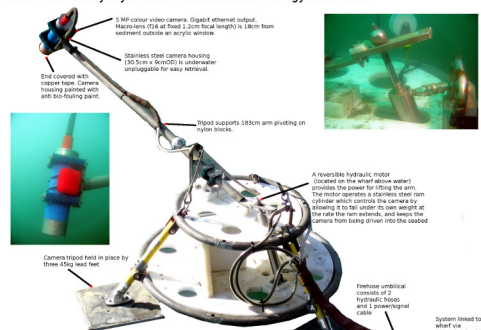 5 MP colour video camera. Gigabit ethernet output.
Macro-lens (f16 at fixed 1.2cm focal length) is 18cm from
sediment outside an acrylic window.
Stainless steel camera housing
(30.5cm x 9cmOD) is underwater
unpluggable for easy retrieval.
End covered with
copper tape. Camera
housing painted with
anti bio-fouling paint.
Tripod supports 183cm arm pivoting on
nylon blocks.
A reversible hydraulic motor
(located on the wharf above water)
provides the power for lifting the arm.
The motor operates a stainless steel ram
cylinder which controls the camera by
allowing it to fall under its own weight at
the rate the ram extends, and keeps the
camera from being driven into the seabed
Camera tripod held in place by
three 45kg lead feet
Firehose umbilical
consists of 2
hydraulic hoses
and 1 power/signal
cable
System linked to
wharf via